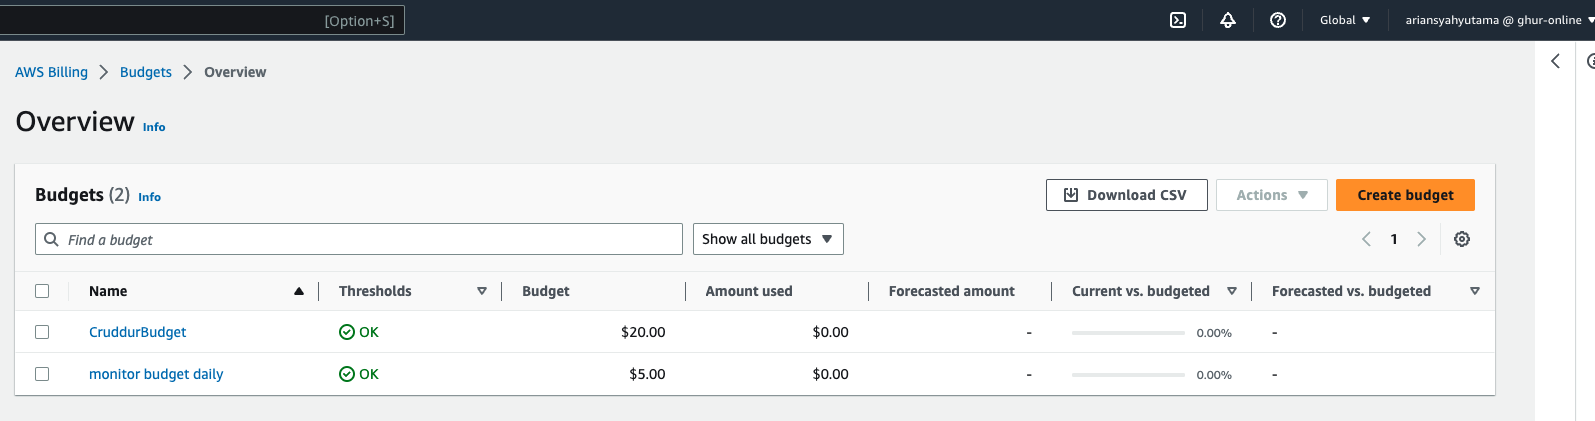 [Option+S] Global ariansyahyutama @ ghur-online
AWS Billing Budgets Overview
Overview Info
Budgets (2) Info Download CSV Actions Create budget
Find a budget Show all budgets 1
Name Thresholds Budget Amount used Forecasted amount Current vs. budgeted Forecasted vs. budgeted
CruddurBudget OK $20.00 $0.00 - 0.00% -
monitor budget daily OK $5.00 $0.00 - 0.00% -